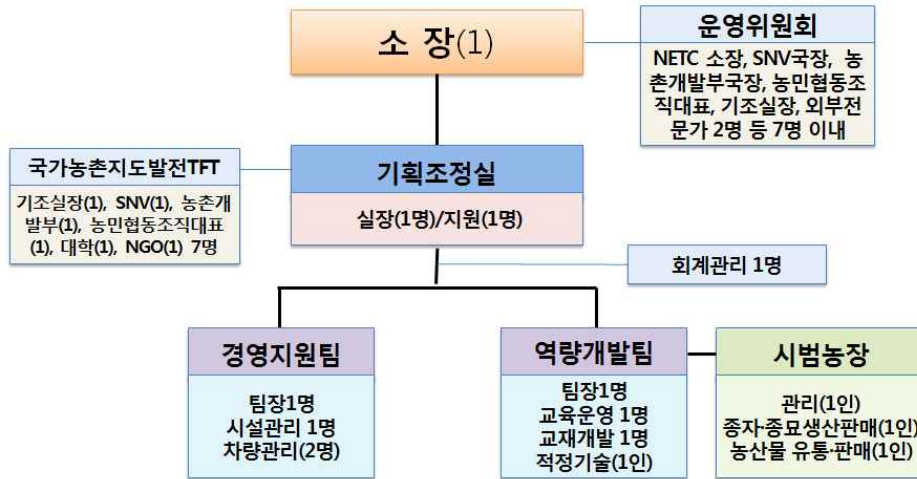 소 장(1)
운영위원회
NETC 소장, SNV국장, 농
촌개발부국장, 농민협동조
직대표, 기조실장, 외부전
문가 2명 등 7명 이내
국가농촌지도발전TFT
기조실장(1), SNV(1), 농촌개
발부(1), 농민협동조직대표
(1), 대학(1), NGO(1) 7명
기획조정실
실장(1명)/지원(1명)
회계관리 1명
경영지원팀
팀장1명
시설관리 1명
차량관리(2명)
역량개발팀
팀장1명
교육운영 1명
교재개발 1명
적정기술(1인)
시범농장
관리(1인)
종자·종묘생산판매(1인)
농산물 유통·판매(1인)